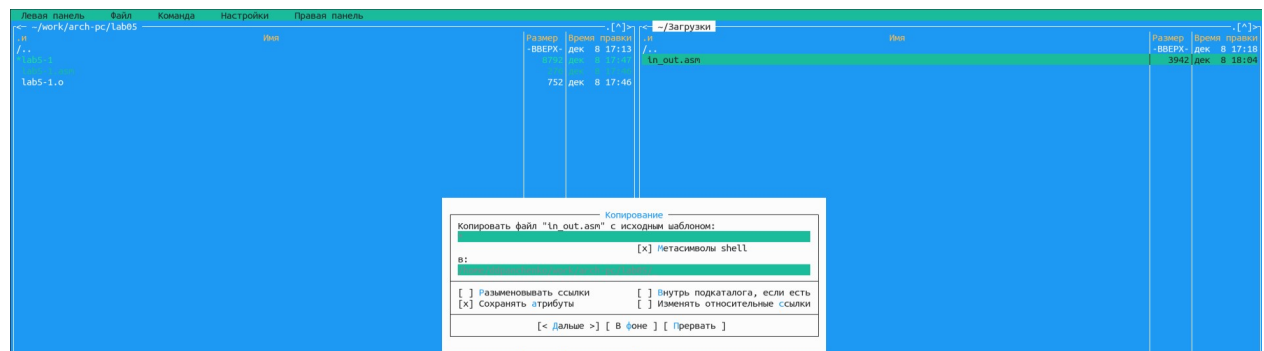 Левая панель Файл Команда Настройки Правая панель
<─ ~/work/arch-pc/lab05 .[^]>
.и Имя Размер Время правки
/.. -ВВЕРХ- дек 8 17:13
*lab5-1 8792 дек 8 17:47
lab5-1.o 752 дек 8 17:46
<─ ~/Загрузки .[^]>
.и Имя Размер Время правки
/.. -ВВЕРХ- дек 8 17:18
in_out.asm 3942 дек 8 18:04
Копирование
Копировать файл "in_out.asm" с исходным шаблоном:
[x] Метасимволы shell
в:
[ ] Разыменовывать ссылки [ ] Внутрь подкаталога, если есть
[x] Сохранять атрибуты [ ] Изменять относительные ссылки
[< Дальше >] [ В фоне ] [ Прервать ]